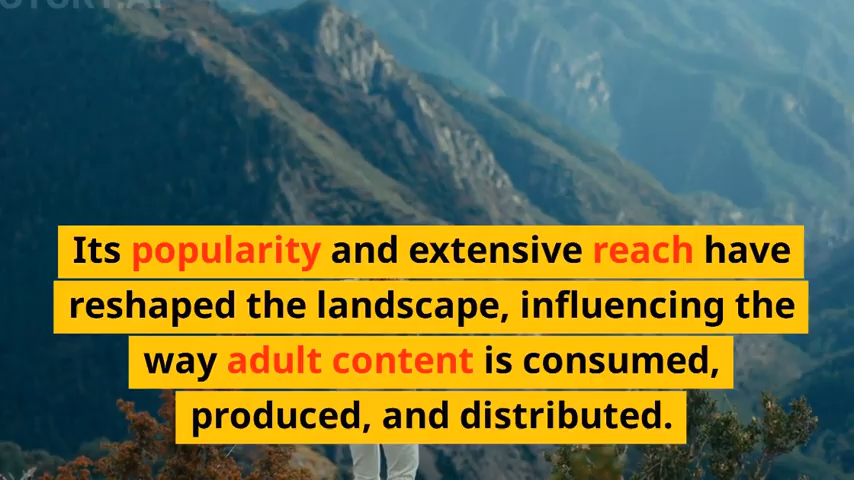 Its popularity and extensive reach have
reshaped the landscape, influencing the
way adult content is consumed,
produced, and distributed.